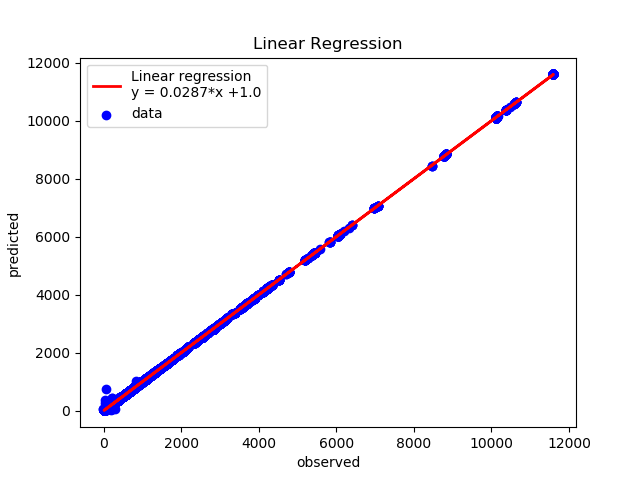 Linear Regression
Linear regression
y = 0.0287*x +1.0
data
12000
10000
8000
6000
4000
2000
0
predicted
0 2000 4000 6000 8000 10000 12000
observed